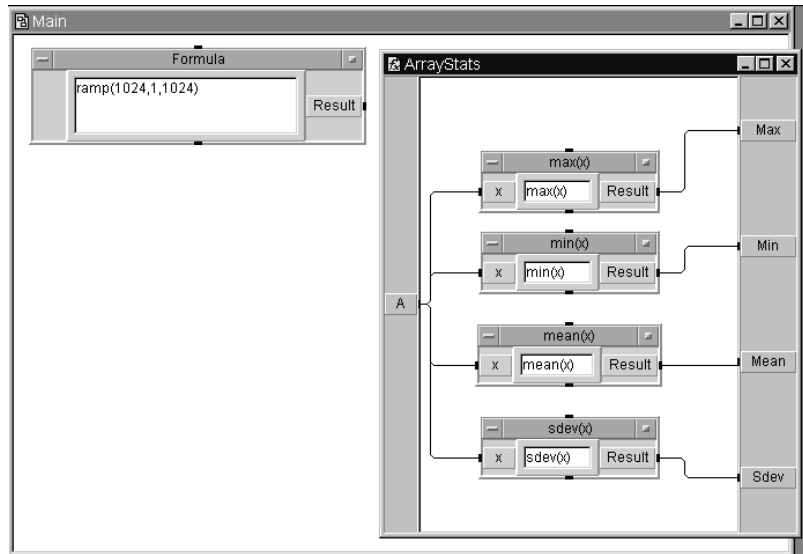 Main
Formula
ramp(1024,1,1024)
Result
ArrayStats
A
max(x)
x
max(x)
Result
Max
min(x)
x
min(x)
Result
Min
mean(x)
x
mean(x)
Result
Mean
sdev(x)
x
sdev(x)
Result
Sdev